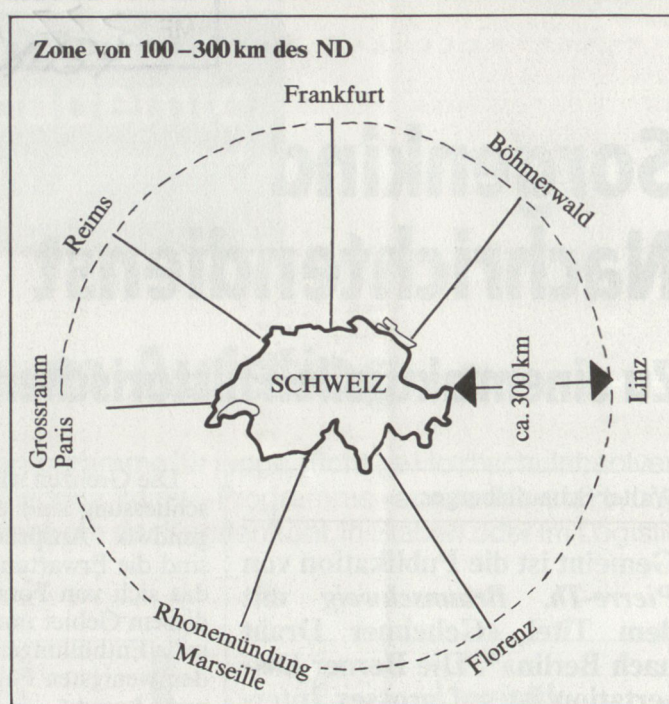 Zone von 100–300 km des ND
Frankfurt
Böhmerwald
Reims
SCHWEIZ
ca. 300 km
Linz
Grossraum
Paris
Rhonemündung
Marseille
Florenz